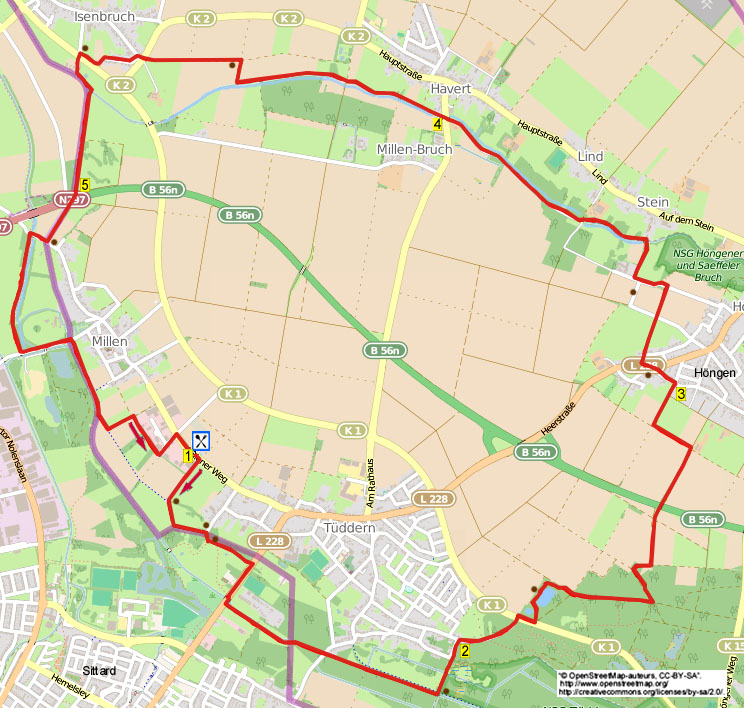 Isenbruch
K 2
K 2
K 2
K 2
Hauptstraße
Havert
4
Hauptstraße
Millen-Bruch
Lind
Lind
Stein
Auf dem Stein
5
B 56n
B 56n
NSG Höngener
und Saeffeler
Bruch
Millen
B 56n
Höngen
3
K 1
Heerstraße
K 1
B 56n
1
Am Rathaus
L 228
Tüddern
B 56n
L 228
K 1
K 1
2
Sittard
"© OpenStreetMap-auteurs, CC-BY-SA".
http://www.openstreetmap.org/
http://creativecommons.org/licenses/by-sa/2.0/.